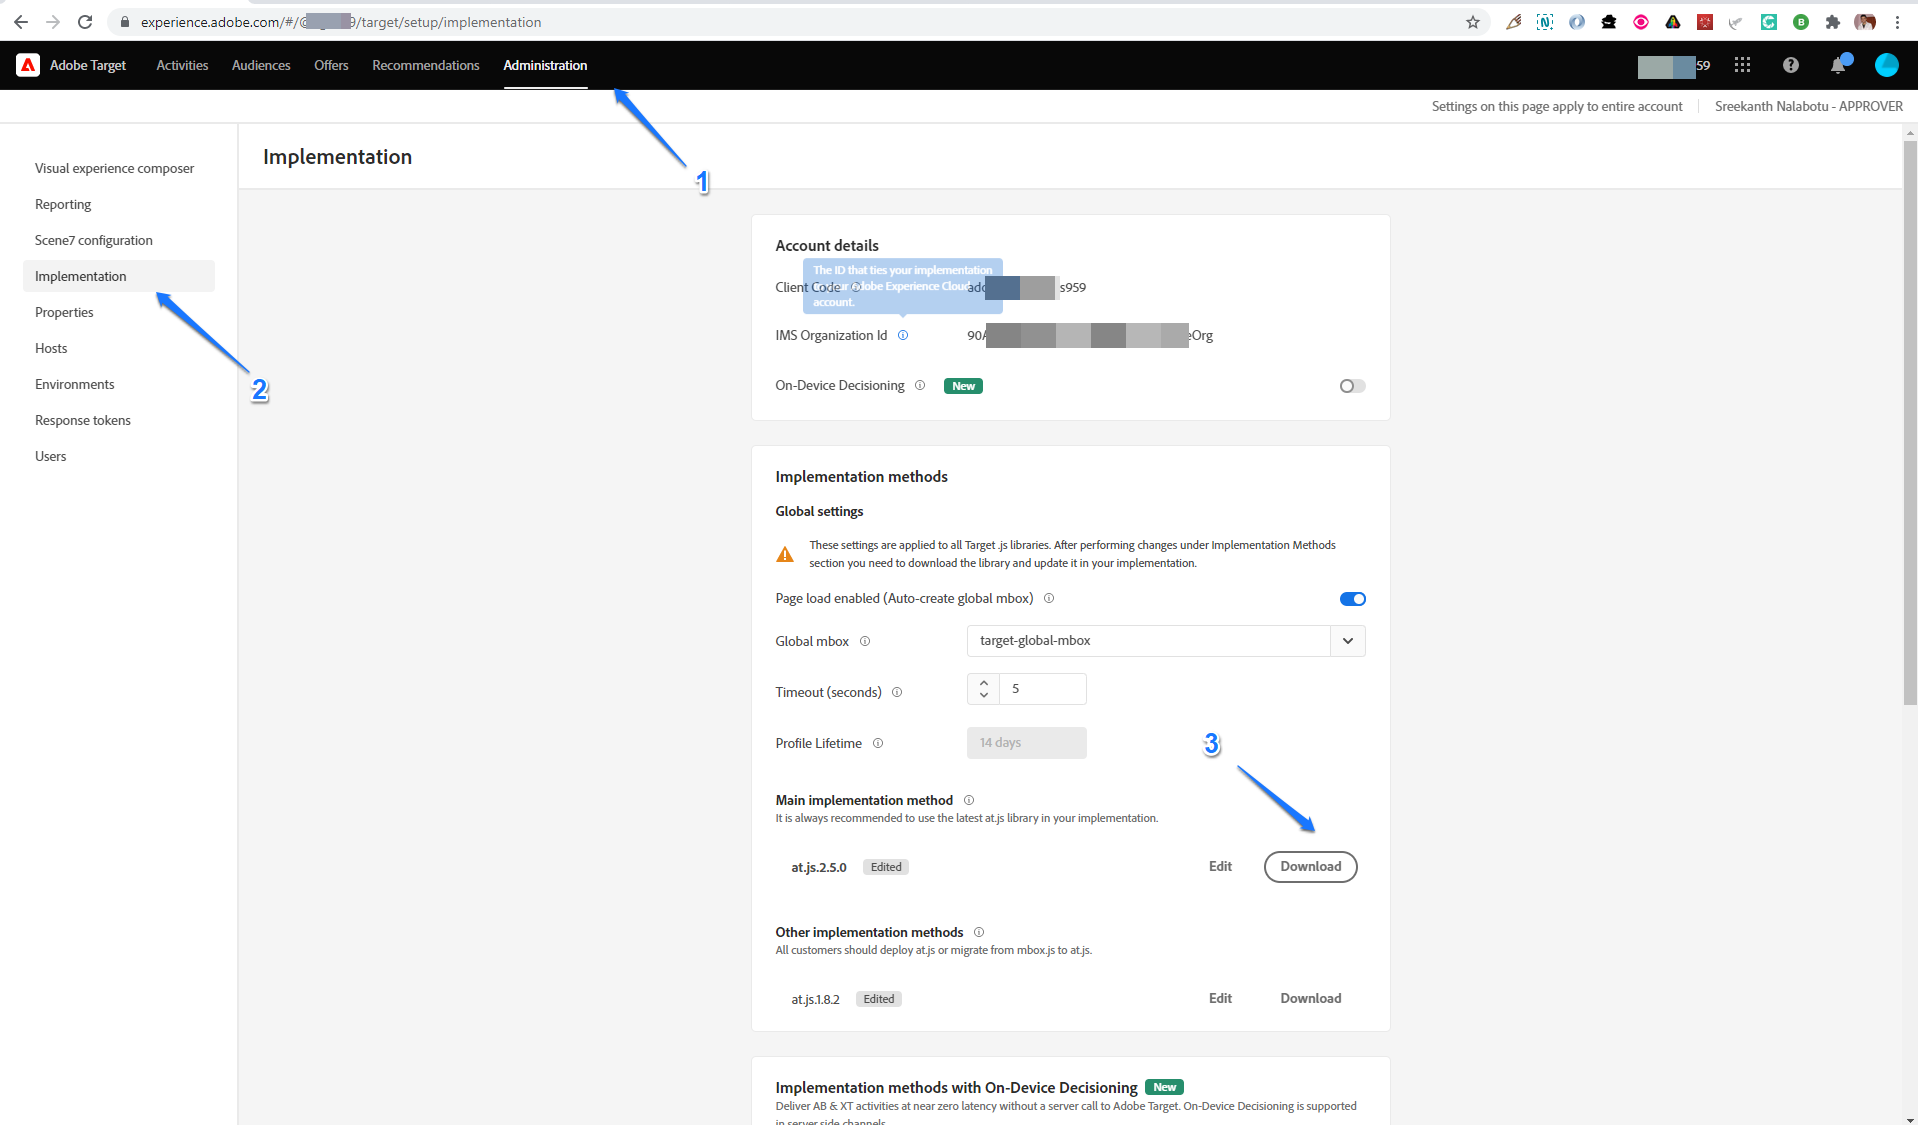 experience.adobe.com/#/@ 9/target/setup/implementation
Adobe Target Activities Audiences Offers Recommendations Administration 59
Settings on this page apply to entire account Sreekanth Nalabotu - APPROVER
Visual experience composer
Reporting
Scene7 configuration
Implementation
Properties
Hosts
Environments
Response tokens
Users
1
2
Implementation
Account details
The ID that ties your implementation
your Adobe Experience Cloud
account.
Client Code ado s959
IMS Organization Id 90A eOrg
On-Device Decisioning New
Implementation methods
Global settings
These settings are applied to all Target .js libraries. After performing changes under Implementation Methods
section you need to download the library and update it in your implementation.
Page load enabled (Auto-create global mbox)
Global mbox target-global-mbox
Timeout (seconds) 5
Profile Lifetime 14 days
3
Main implementation method
It is always recommended to use the latest at.js library in your implementation.
at.js.2.5.0 Edited Edit Download
Other implementation methods
All customers should deploy at.js or migrate from mbox.js to at.js.
at.js.1.8.2 Edited Edit Download
Implementation methods with On-Device Decisioning New
Deliver AB & XT activities at near zero latency without a server call to Adobe Target. On-Device Decisioning is supported
in server side channels.